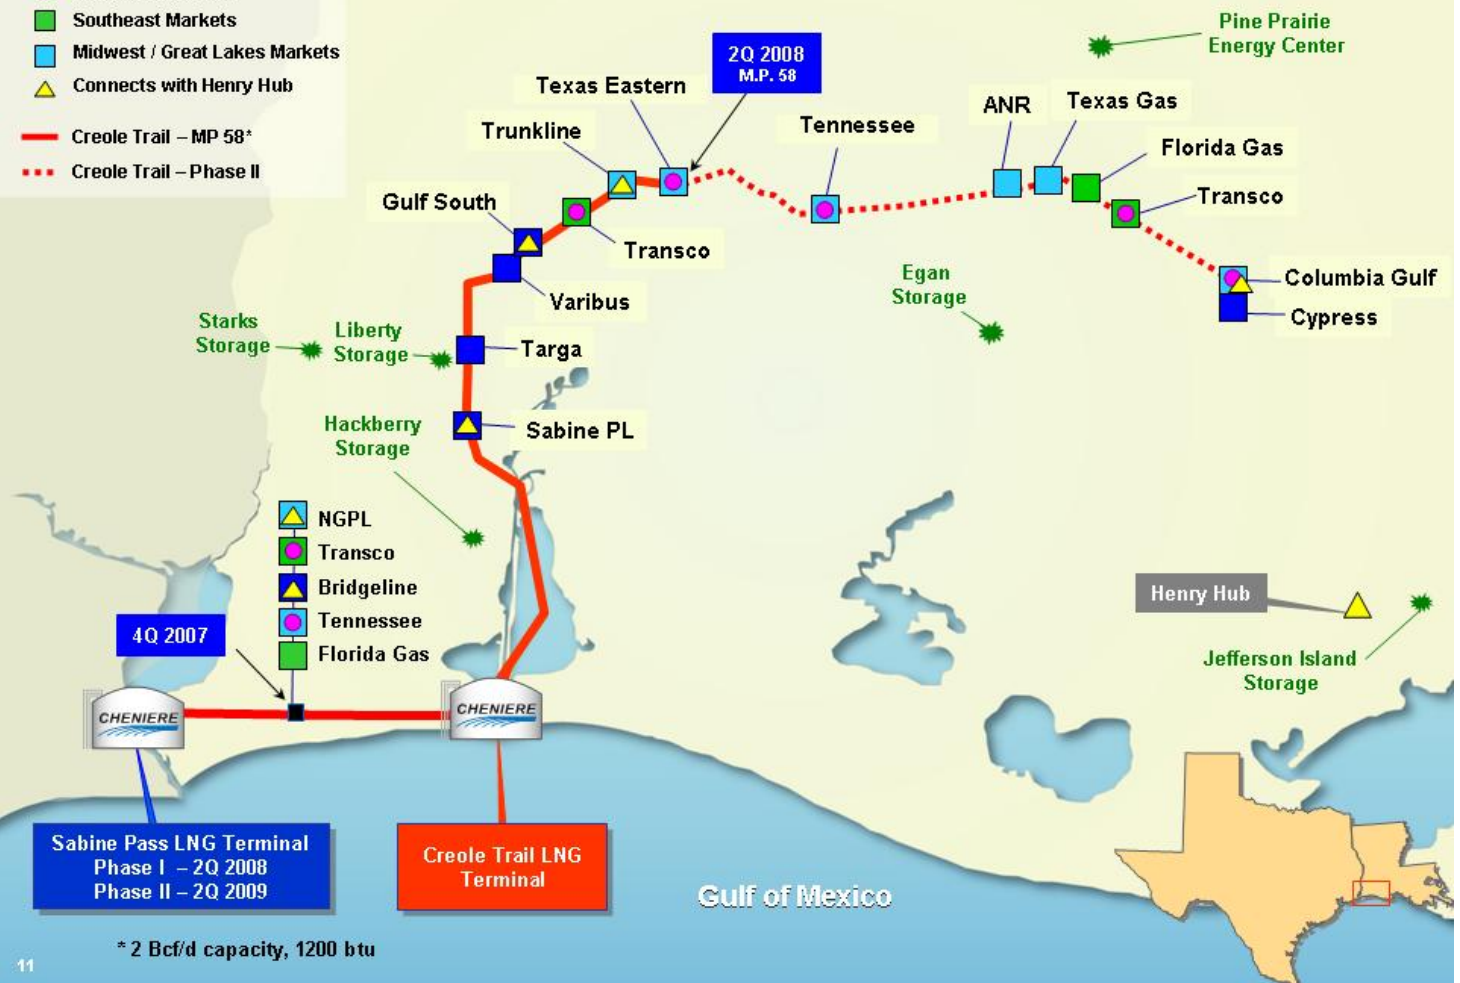 Southeast Markets
Midwest / Great Lakes Markets
Connects with Henry Hub
Creole Trail – MP 58*
Creole Trail – Phase II
Pine Prairie
Energy Center
2Q 2008
M.P. 58
Texas Eastern
Trunkline
Tennessee
ANR
Texas Gas
Florida Gas
Transco
Gulf South
Transco
Varibus
Egan
Storage
Columbia Gulf
Cypress
Starks
Storage
Liberty
Storage
Targa
Hackberry
Storage
Sabine PL
NGPL
Transco
Bridgeline
Tennessee
Florida Gas
4Q 2007
Henry Hub
Jefferson Island
Storage
CHENIERE
CHENIERE
Sabine Pass LNG Terminal
Phase I – 2Q 2008
Phase II – 2Q 2009
Creole Trail LNG
Terminal
Gulf of Mexico
* 2 Bcf/d capacity, 1200 btu
11